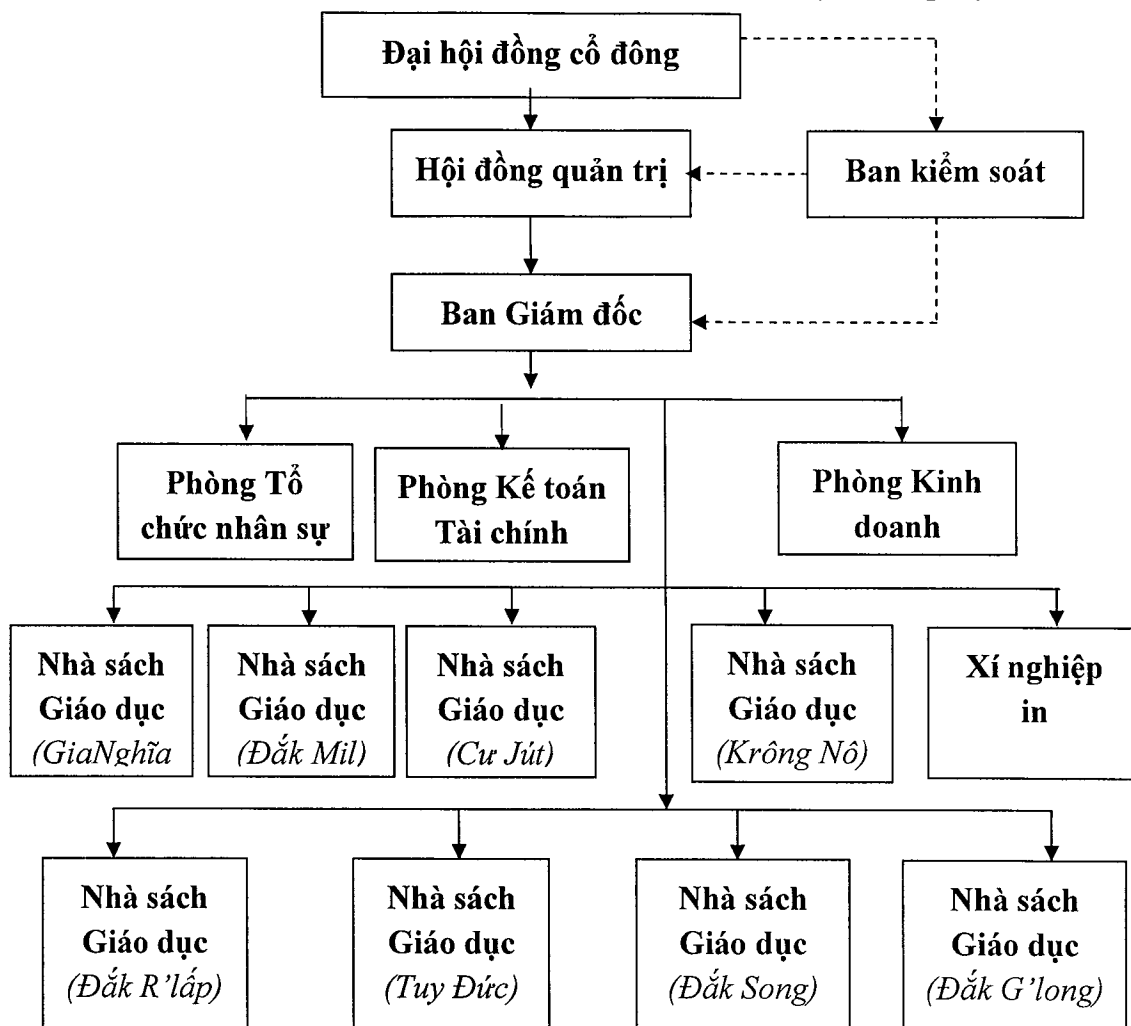 Đại hội đồng cổ đông
Hội đồng quản trị
Ban kiểm soát
Ban Giám đốc
Phòng Tổ
chức nhân sự
Phòng Kế toán
Tài chính
Phòng Kinh
doanh
Nhà sách
Giáo dục
(GiaNghĩa
Nhà sách
Giáo dục
(Đắk Mil)
Nhà sách
Giáo dục
(Cư Jút)
Nhà sách
Giáo dục
(Krông Nô)
Xí nghiệp
in
Nhà sách
Giáo dục
(Đắk R’lấp)
Nhà sách
Giáo dục
(Tuy Đức)
Nhà sách
Giáo dục
(Đắk Song)
Nhà sách
Giáo dục
(Đắk G’long)